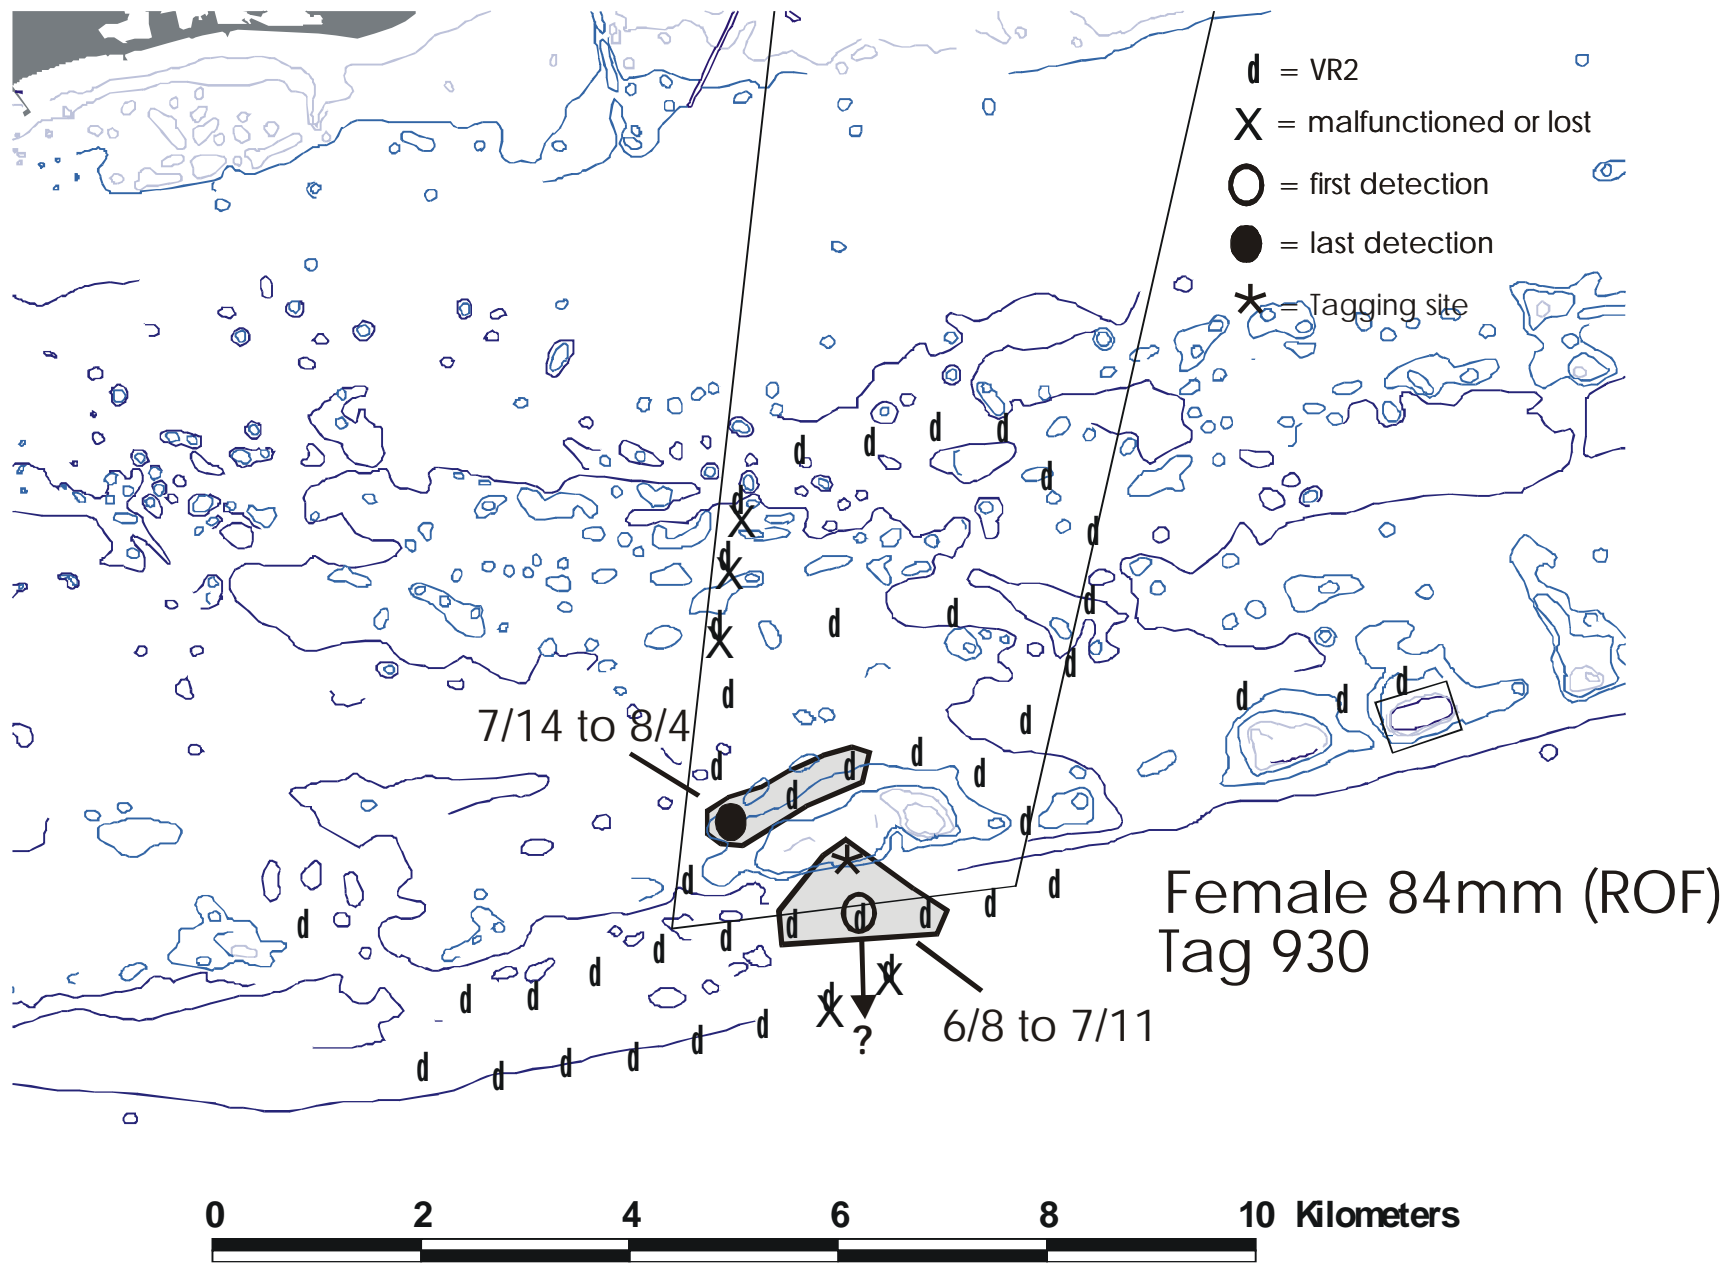 d = VR2
X = malfunctioned or lost
= first detection
= last detection
* = Tagging site
d d d d
d
d
X
d
d
X
d
d
d
d
X
d
d
d
d
d
d
7/14 to 8/4
d
d
d
d
d
d
d
*
d
d
d
d d d
d
d
d
Female 84mm (ROF)
Tag 930
d
d
X
d
d
d
d
X
6/8 to 7/11
?
d
d
d
d
d
d
0 2 4 6 8 10 Kilometers